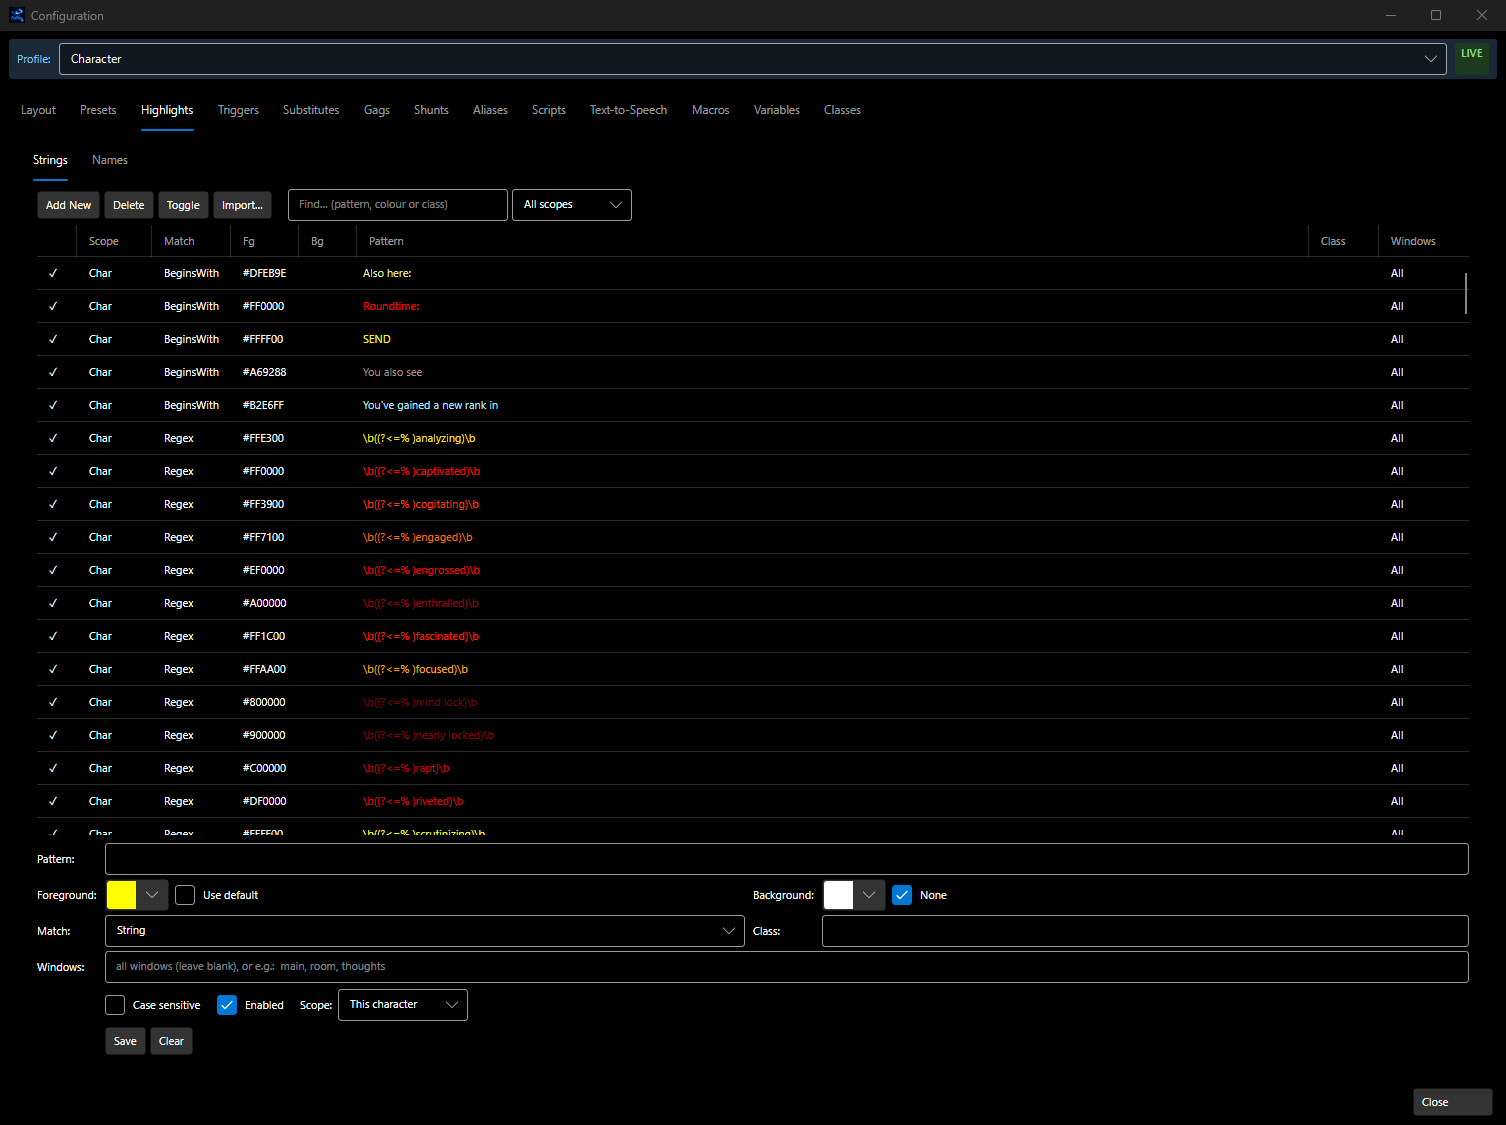 Configuration
Profile: Character LIVE
Layout Presets Highlights Triggers Substitutes Gags Shunts Aliases Scripts Text-to-Speech Macros Variables Classes
Strings Names
Add New Delete Toggle Import... Find... (pattern, colour or class) All scopes
Scope Match Fg Bg Pattern Class Windows
✓ Char BeginsWith #DFEB9E Also here: All
✓ Char BeginsWith #FF0000 Roundtime: All
✓ Char BeginsWith #FFFF00 SEND All
✓ Char BeginsWith #A69288 You also see All
✓ Char BeginsWith #B2E6FF You've gained a new rank in All
✓ Char Regex #FFE300 \b((?<=% )analyzing)\b All
✓ Char Regex #FF0000 \b((?<=% )captivated)\b All
✓ Char Regex #FF3900 \b((?<=% )cogitating)\b All
✓ Char Regex #FF7100 \b((?<=% )engaged)\b All
✓ Char Regex #EF0000 \b((?<=% )engrossed)\b All
✓ Char Regex #A00000 \b((?<=% )enthralled)\b All
✓ Char Regex #FF1C00 \b((?<=% )fascinated)\b All
✓ Char Regex #FFAA00 \b((?<=% )focused)\b All
✓ Char Regex #800000 \b((?<=% )mind lock)\b All
✓ Char Regex #900000 \b((?<=% )nearly locked)\b All
✓ Char Regex #C00000 \b((?<=% )rapt)\b All
✓ Char Regex #DF0000 \b((?<=% )riveted)\b All
✓ Char Regex \b((?<=% )scrutinizing)\b All
Pattern:
Foreground: Use default Background: None
Match: String Class:
Windows: all windows (leave blank), or e.g.: main, room, thoughts
Case sensitive Enabled Scope: This character
Save Clear
Close